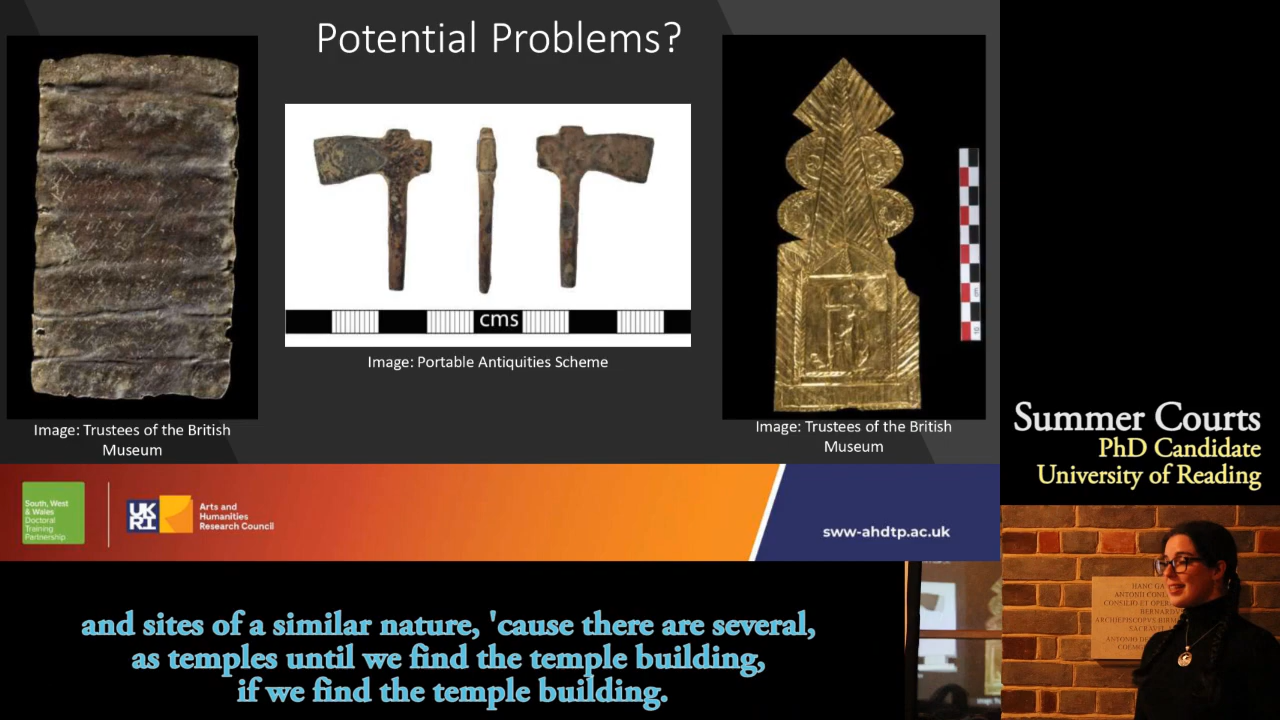 Potential Problems?
cms
Image: Portable Antiquities Scheme
Image: Trustees of the British
Museum
Image: Trustees of the British
Museum
South, West
& Wales
Doctoral
Training
Partnership
UK
RI
Arts and
Humanities
Research Council
sww-ahdtp.ac.uk
Summer Courts
PhD Candidate
University of Reading
and sites of a similar nature, 'cause there are several,
as temples until we find the temple building,
if we find the temple building.